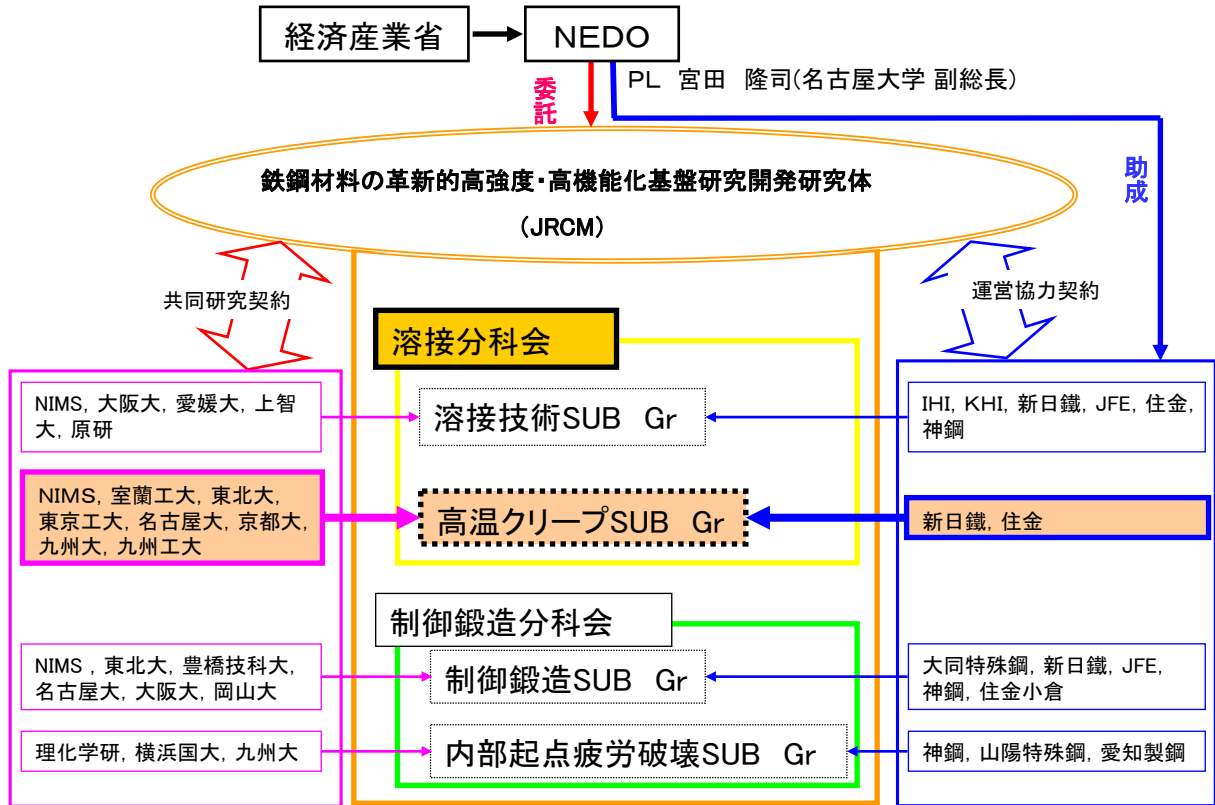 経済産業省
NEDO
PL 宮田 隆司(名古屋大学 副総長)
委託
助成
鉄鋼材料の革新的高強度・高機能化基盤研究開発研究体
(JRCM)
共同研究契約
運営協力契約
溶接分科会
NIMS, 大阪大, 愛媛大, 上智
大, 原研
溶接技術SUB Gr
IHI, KHI, 新日鐵, JFE, 住金,
神鋼
NIMS, 室蘭工大, 東北大,
東京工大, 名古屋大, 京都大,
九州大, 九州工大
高温クリープSUB Gr
新日鐵, 住金
制御鍛造分科会
NIMS , 東北大, 豊橋技科大,
名古屋大, 大阪大, 岡山大
制御鍛造SUB Gr
大同特殊鋼, 新日鐵, JFE,
神鋼, 住金小倉
理化学研, 横浜国大, 九州大
内部起点疲労破壊SUB Gr
神鋼, 山陽特殊鋼, 愛知製鋼